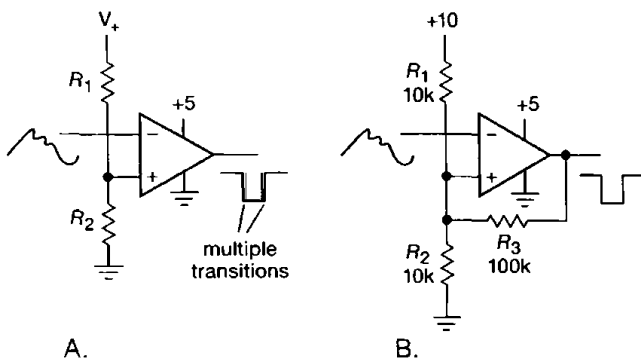 V+
R1
+5
−
+
R2
multiple
transitions
A.
+10
R1
10k
+5
−
+
R2
10k
R3
100k
B.